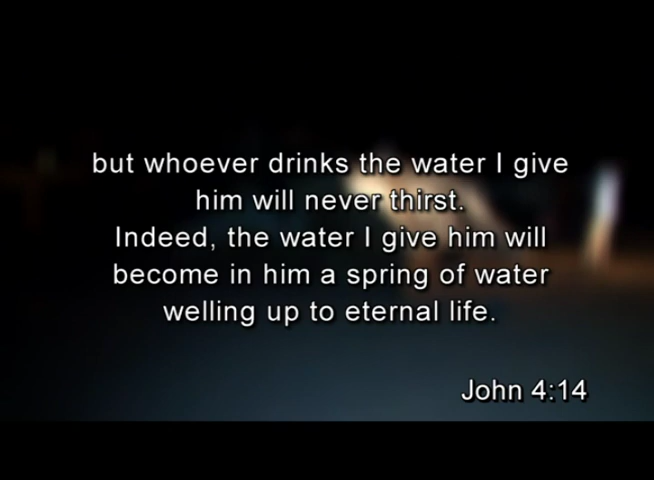 but whoever drinks the water I give
him will never thirst.
Indeed, the water I give him will
become in him a spring of water
welling up to eternal life.
John 4:14